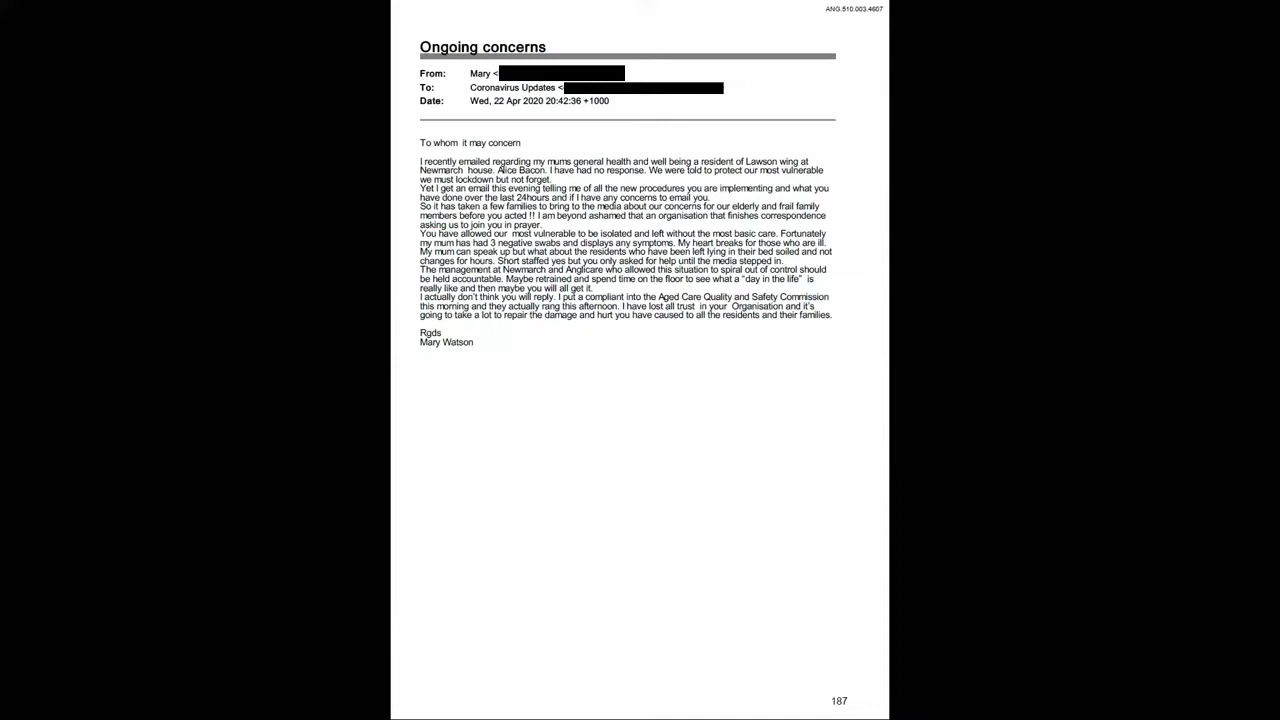 ANG.510.003.4607
Ongoing concerns
From: Mary <
To: Coronavirus Updates <
Date: Wed, 22 Apr 2020 20:42:36 +1000
To whom it may concern
I recently emailed regarding my mums general health and well being a resident of Lawson wing at
Newmarch house. Alice Bacon. I have had no response. We were told to protect our most vulnerable
we must lockdown but not forget.
Yet I get an email this evening telling me of all the new procedures you are implementing and what you
have done over the last 24hours and if I have any concerns to email you.
So it has taken a few families to bring to the media about our concerns for our elderly and frail family
members before you acted !! I am beyond ashamed that an organisation that finishes correspondence
asking us to join you in prayer.
You have allowed our most vulnerable to be isolated and left without the most basic care. Fortunately
my mum has had 3 negative swabs and displays any symptoms. My heart breaks for those who are ill.
My mum can speak up but what about the residents who have been left lying in their bed soiled and not
changes for hours. Short staffed yes but you only asked for help until the media stepped in.
The management at Newmarch and Anglicare who allowed this situation to spiral out of control should
be held accountable. Maybe retrained and spend time on the floor to see what a “day in the life” is
really like and then maybe you will all get it.
I actually don’t think you will reply. I put a compliant into the Aged Care Quality and Safety Commission
this morning and they actually rang this afternoon. I have lost all trust in your Organisation and it’s
going to take a lot to repair the damage and hurt you have caused to all the residents and their families.
Rgds
Mary Watson
187